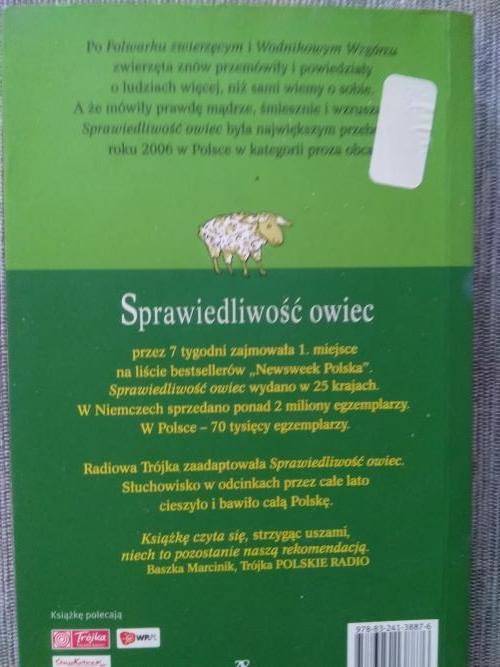 Po Folwarku zwierzęcym i Wodnikowym Wzgórzu
zwierzęta znów przemówiły i powiedziały
o ludziach więcej, niż sami wiemy o sobie.
A że mówiły prawdę mądrze, śmiesznie i
Sprawiedliwość owiec była największym
roku 2006 w Polsce w kategorii proza
Sprawiedliwość owiec
przez 7 tygodni zajmowała 1. miejsce
na liście bestsellerów „Newsweek Polska”.
Sprawiedliwość owiec wydano w 25 krajach.
W Niemczech sprzedano ponad 2 miliony egzemplarzy.
W Polsce – 70 tysięcy egzemplarzy.
Radiowa Trójka zaadaptowała Sprawiedliwość owiec.
Słuchowisko w odcinkach przez całe lato
cieszyło i bawiło całą Polskę.
Książkę czyta się, strzygąc uszami,
niech to pozostanie naszą rekomendacją.
Baszka Marcinik, Trójka POLSKIE RADIO
Książkę polecają
Trójka
WP.PL
978-83-241-3887-6